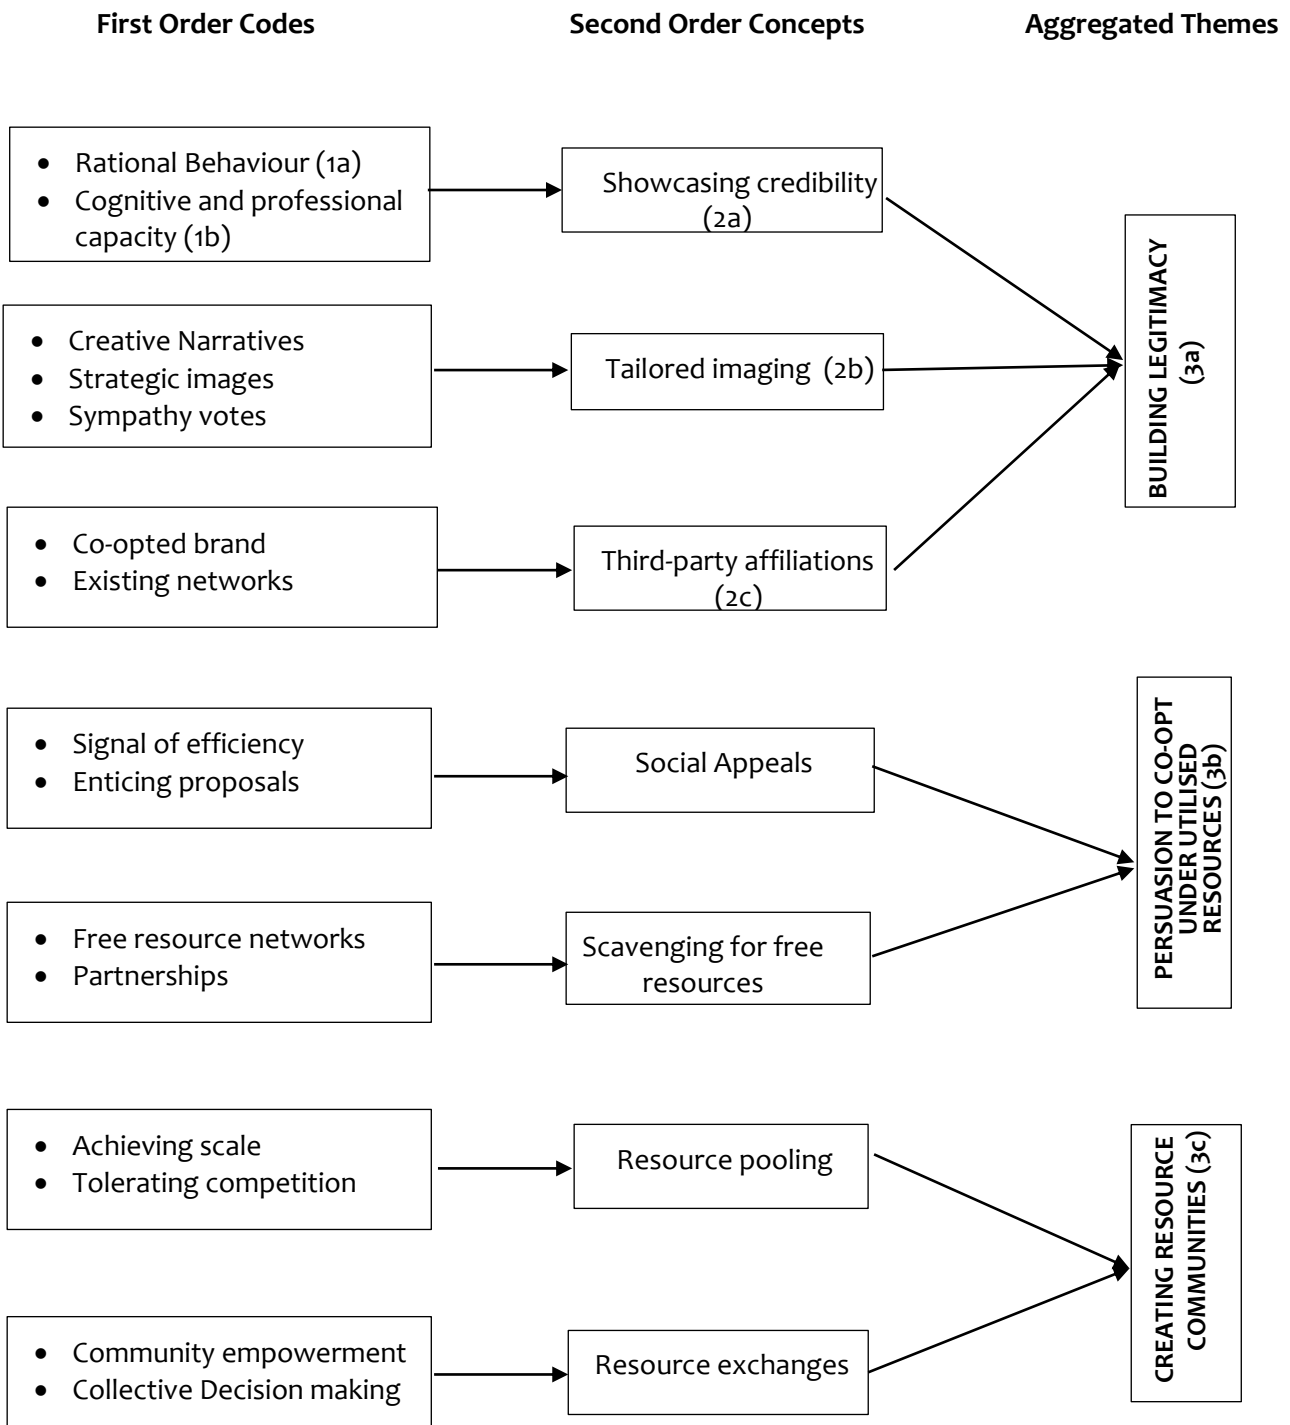 First Order Codes
Second Order Concepts
Aggregated Themes
• Rational Behaviour (1a)
• Cognitive and professional
capacity (1b)
Showcasing credibility
(2a)
BUILDING LEGITIMACY
(3a)
• Creative Narratives
• Strategic images
• Sympathy votes
Tailored imaging (2b)
• Co-opted brand
• Existing networks
Third-party affiliations
(2c)
• Signal of efficiency
• Enticing proposals
Social Appeals
PERSUASION TO CO-OPT
UNDER UTILISED
RESOURCES (3b)
• Free resource networks
• Partnerships
Scavenging for free
resources
• Achieving scale
• Tolerating competition
Resource pooling
CREATING RESOURCE
COMMUNITIES (3c)
• Community empowerment
• Collective Decision making
Resource exchanges